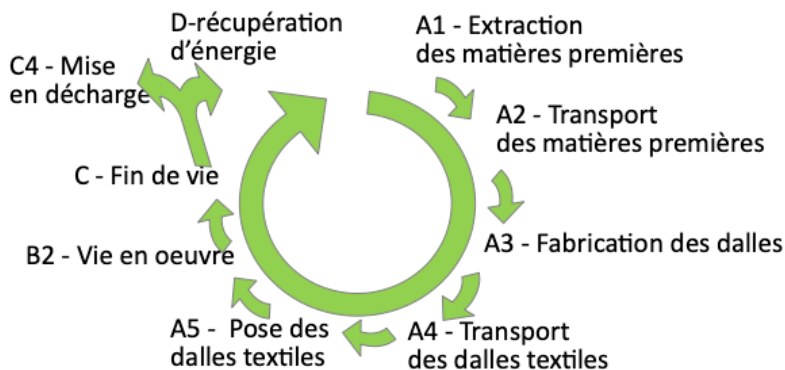 D-récupération
d’énergie
A1 - Extraction
des matières premières
C4 - Mise
en décharge
A2 - Transport
des matières premières
C - Fin de vie
A3 - Fabrication des dalles
B2 - Vie en oeuvre
A5 - Pose des
dalles textiles
A4 - Transport
des dalles textiles